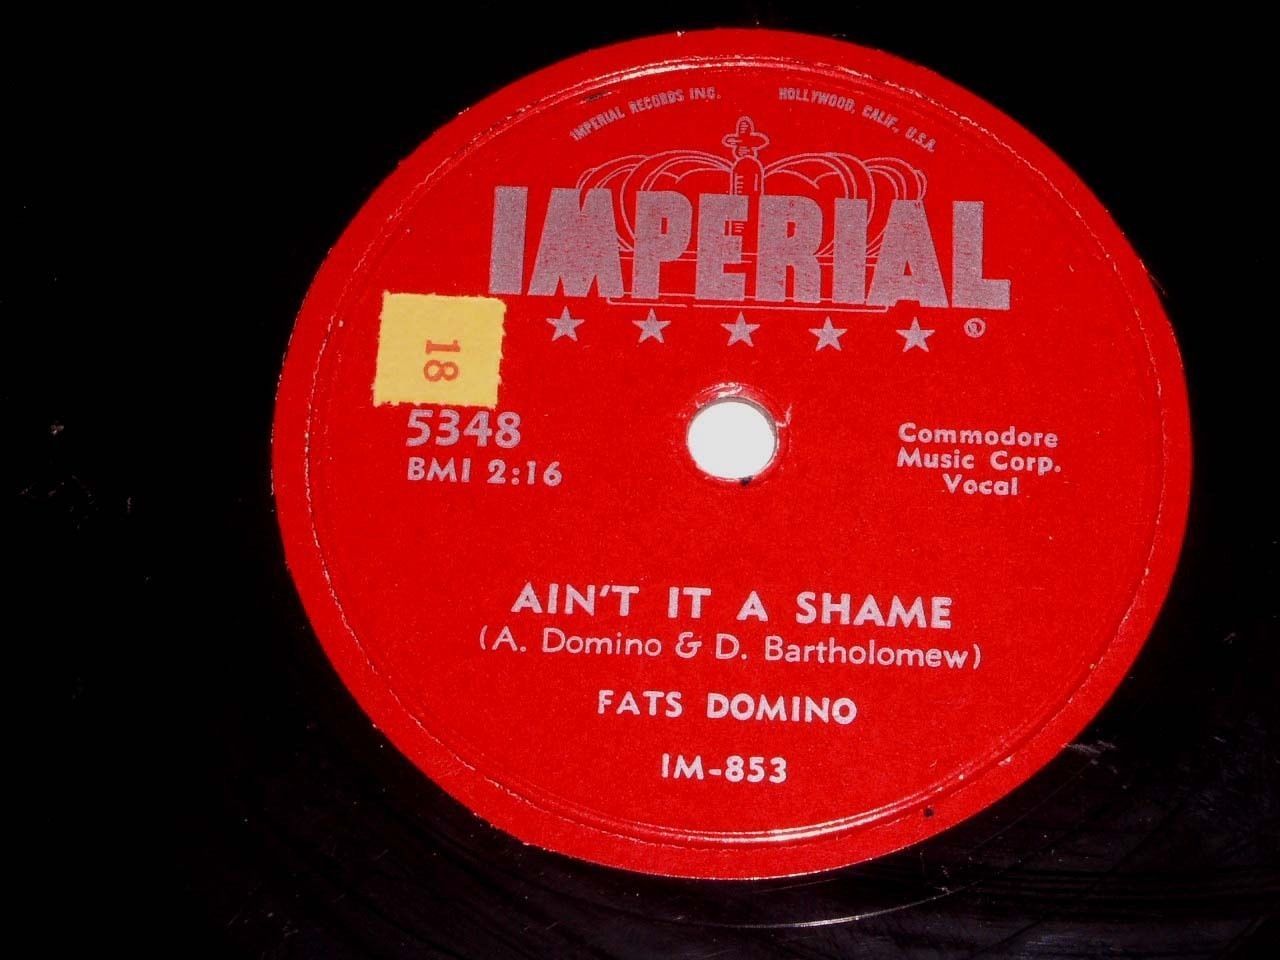 IMPERIAL RECORDS INC. HOLLYWOOD, CALIF., U.S.A.
IMPERIAL
®
18
5348
BMI 2:16
Commodore
Music Corp.
Vocal
AIN'T IT A SHAME
(A. Domino & D. Bartholomew)
FATS DOMINO
IM-853